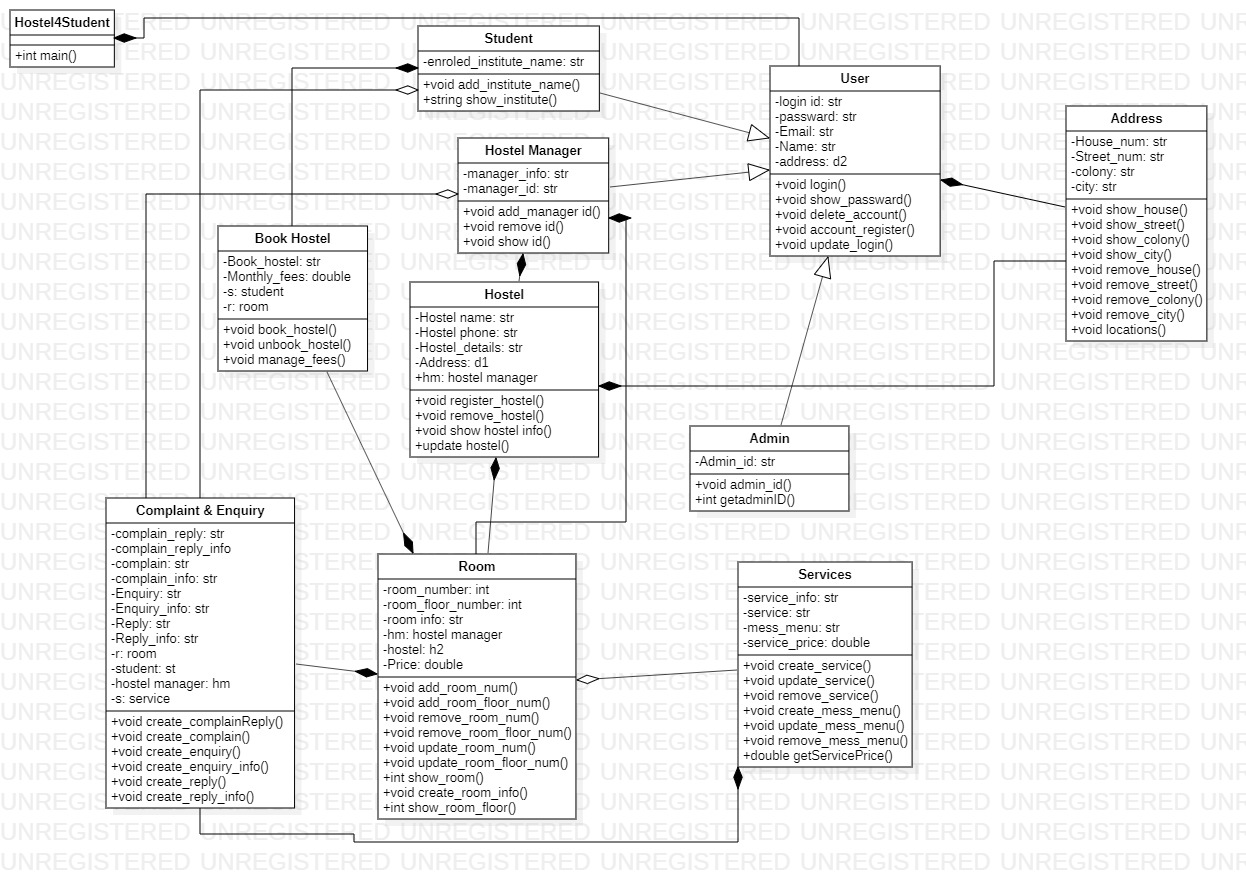 Hostel4Student
+int main()
Student
-enroled_institute_name: str
+void add_institute_name()
+string show_institute()
User
-login id: str
-passward: str
-Email: str
-Name: str
-address: d2
+void login()
+void show_passward()
+void delete_account()
+void account_register()
+void update_login()
Address
-House_num: str
-Street_num: str
-colony: str
-city: str
+void show_house()
+void show_street()
+void show_colony()
+void show_city()
+void remove_house()
+void remove_street()
+void remove_colony()
+void remove_city()
+void locations()
Hostel Manager
-manager_info: str
-manager_id: str
+void add_manager id()
+void remove id()
+void show id()
Book Hostel
-Book_hostel: str
-Monthly_fees: double
-s: student
-r: room
+void book_hostel()
+void unbook_hostel()
+void manage_fees()
Hostel
-Hostel name: str
-Hostel phone: str
-Hostel_details: str
-Address: d1
+hm: hostel manager
+void register_hostel()
+void remove_hostel()
+void show hostel info()
+update hostel()
Admin
-Admin_id: str
+void admin_id()
+int getadminID()
Complaint & Enquiry
-complain_reply: str
-complain_reply_info
-complain: str
-complain_info: str
-Enquiry: str
-Enquiry_info: str
-Reply: str
-Reply_info: str
-r: room
-student: st
-hostel manager: hm
-s: service
+void create_complainReply()
+void create_complain()
+void create_enquiry()
+void create_enquiry_info()
+void create_reply()
+void create_reply_info()
Room
-room_number: int
-room_floor_number: int
-room info: str
-hm: hostel manager
-hostel: h2
-Price: double
+void add_room_num()
+void add_room_floor_num()
+void remove_room_num()
+void remove_room_floor_num()
+void update_room_num()
+void update_room_floor_num()
+int show_room()
+void create_room_info()
+int show_room_floor()
Services
-service_info: str
-service: str
-mess_menu: str
-service_price: double
+void create_service()
+void update_service()
+void remove_service()
+void create_mess_menu()
+void update_mess_menu()
+void remove_mess_menu()
+double getServicePrice()
UNREGISTERED